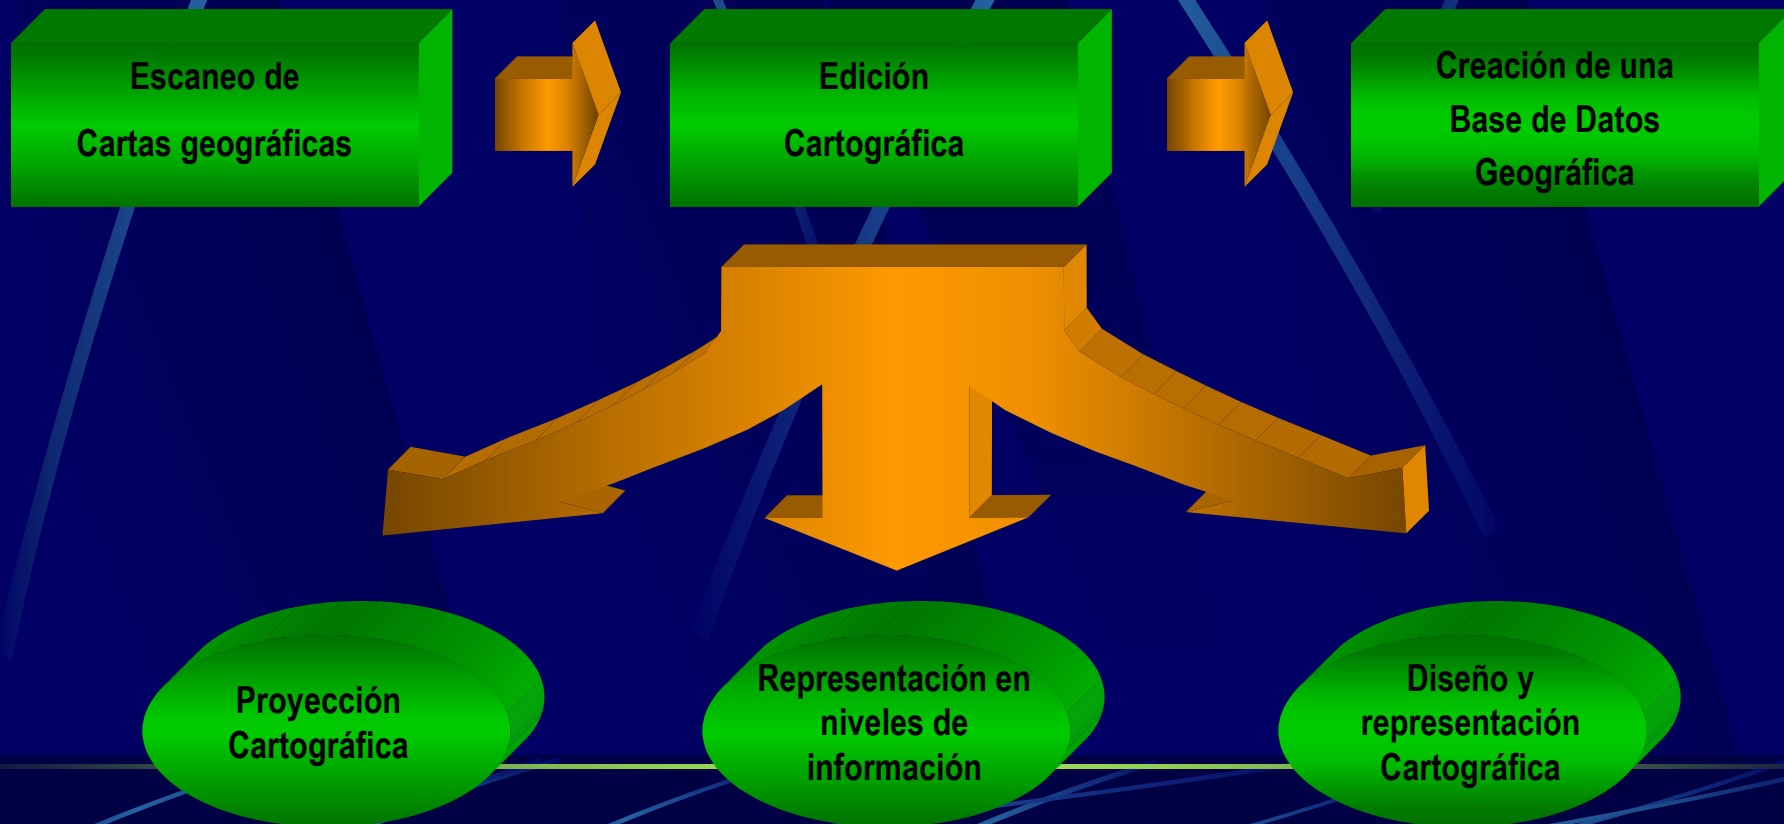 Escaneo de
Cartas geográficas
Edición
Cartográfica
Creación de una
Base de Datos
Geográfica
Proyección
Cartográfica
Representación en
niveles de
información
Diseño y
representación
Cartográfica